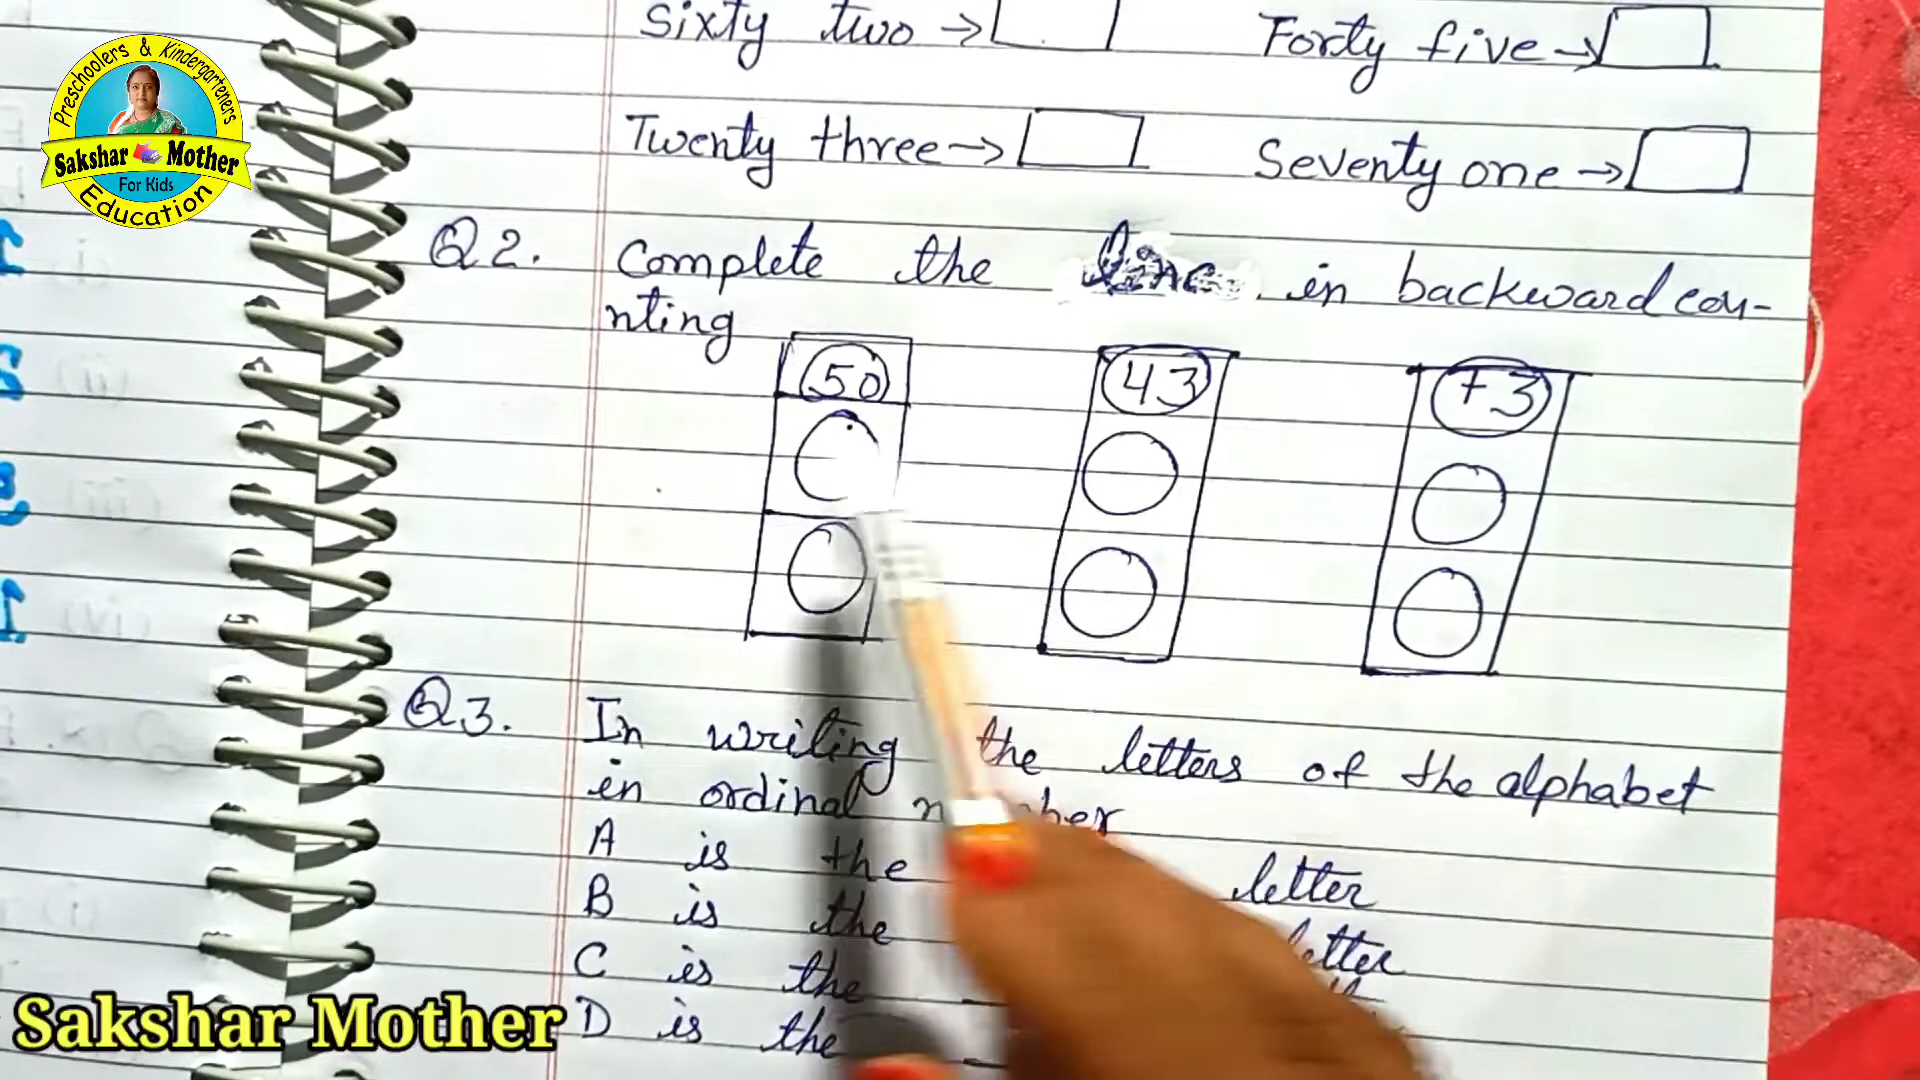 Preschoolers & Kindergarteners
Sakshar Mother
For Kids
Education
Sixty two → Forty five →
Twenty three → Seventy one →
Q2. Complete the line in backward cou-
nting
50 43 73
Q3. In writing the letters of the alphabet
in ordinal
A is the letter
B is the letter
C is the
D is the
Sakshar Mother